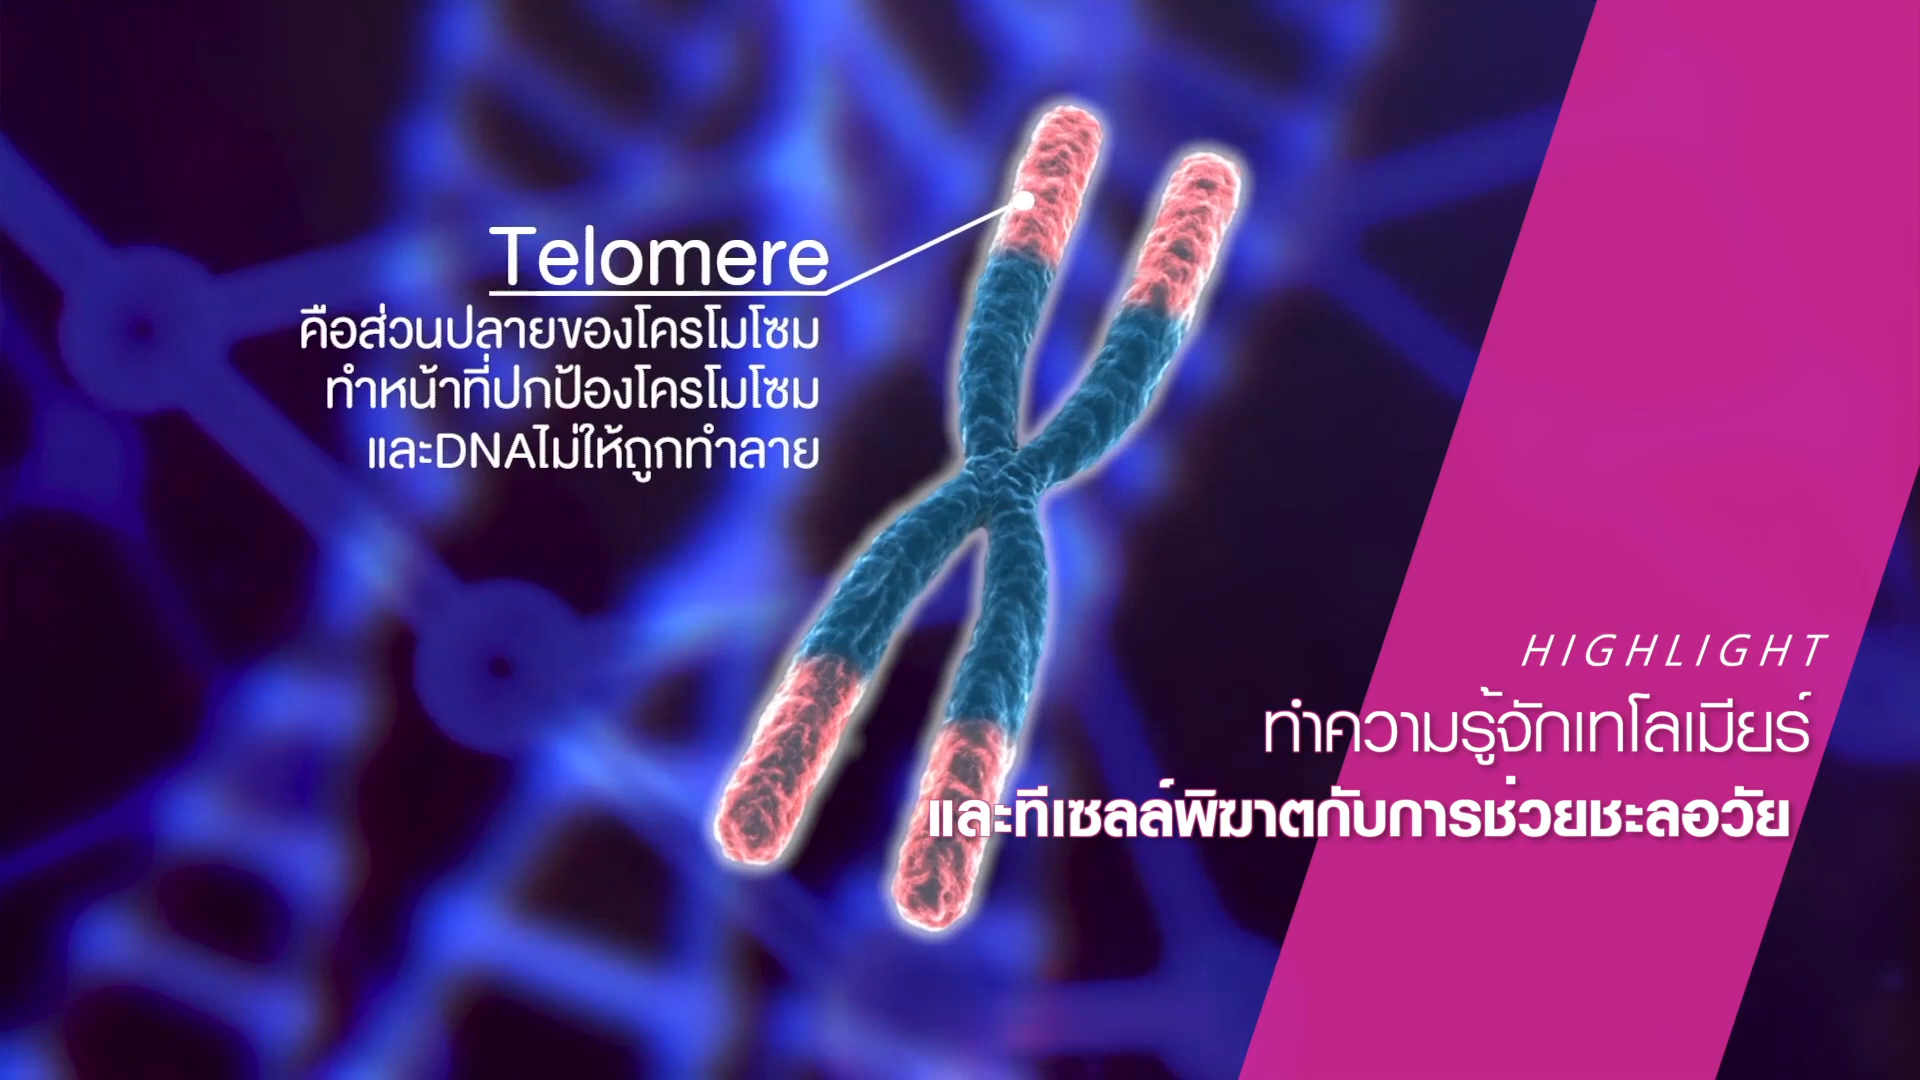 Telomere
คือส่วนปลายของโครโมโซม
ทำหน้าที่ปกป้องโครโมโซม
และDNAไม่ให้ถูกทำลาย
HIGHLIGHT
ทำความรู้จักเทโลเมียร์
และทีเซลล์พิฆาตกับการช่วยชะลอวัย